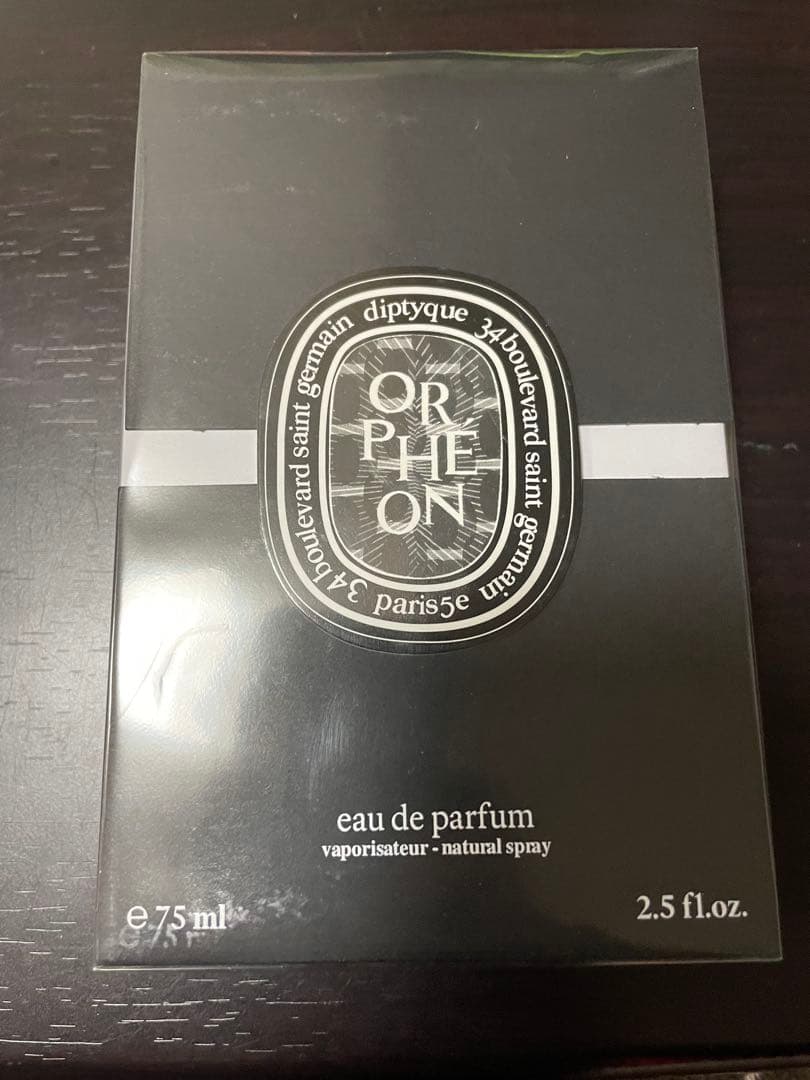 diptyque 34 boulevard saint germain paris5e 34 boulevard saint germain
OR
PHÉ
ON
eau de parfum
vaporisateur - natural spray
e 75 ml
2.5 fl.oz.